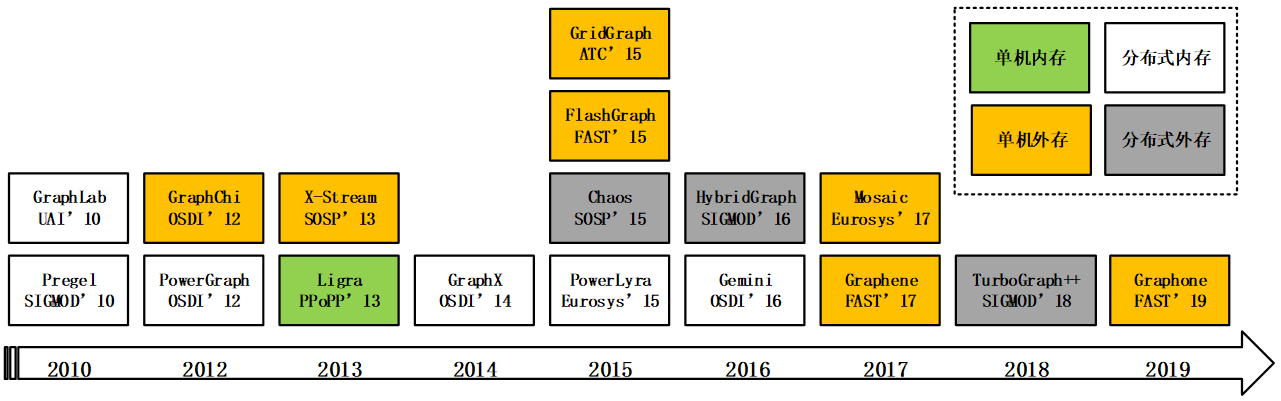 GridGraph
ATC’15
单机内存
分布式内存
FlashGraph
FAST’15
单机外存
分布式外存
GraphLab
UAI’10
GraphChi
OSDI’12
X-Stream
SOSP’13
Chaos
SOSP’15
HybridGraph
SIGMOD’16
Mosaic
Eurosys’17
Pregel
SIGMOD’10
PowerGraph
OSDI’12
Ligra
PPoPP’13
GraphX
OSDI’14
PowerLyra
Eurosys’15
Gemini
OSDI’16
Graphene
FAST’17
TurboGraph++
SIGMOD’18
Graphone
FAST’19
2010
2012
2013
2014
2015
2016
2017
2018
2019